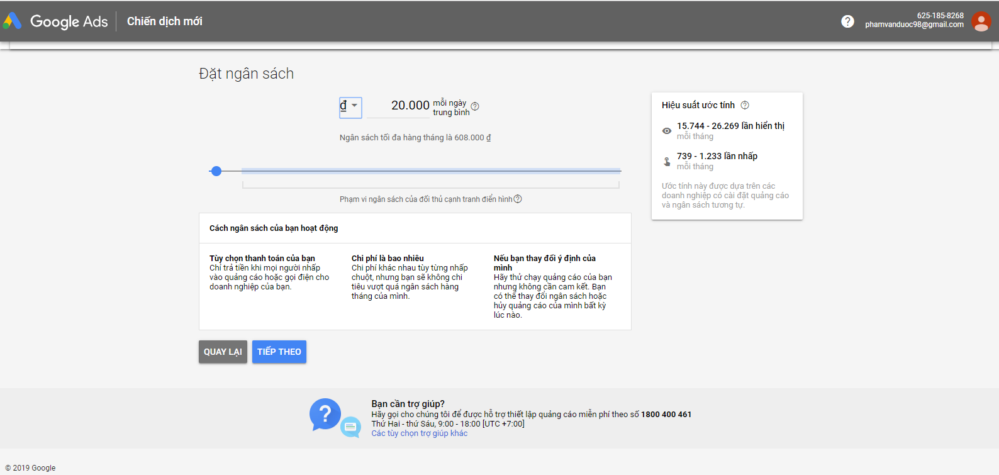 Google Ads
Chiến dịch mới
?
625-185-8268
phamvanduoc98@gmail.com
Đặt ngân sách
₫
20.000
mỗi ngày
trung bình
?
Ngân sách tối đa hàng tháng là 608.000 ₫
Phạm vi ngân sách của đối thủ cạnh tranh điển hình ?
Hiệu suất ước tính ?
15.744 - 26.269 lần hiển thị
mỗi tháng
739 - 1.233 lần nhấp
mỗi tháng
Ước tính này được dựa trên các
doanh nghiệp có cài đặt quảng cáo
và ngân sách tương tự.
Cách ngân sách của bạn hoạt động
Tùy chọn thanh toán của bạn
Chỉ trả tiền khi mọi người nhấp
vào quảng cáo hoặc gọi điện cho
doanh nghiệp của bạn.
Chi phí là bao nhiêu
Chi phí khác nhau tùy từng nhấp
chuột, nhưng bạn sẽ không chi
tiêu vượt quá ngân sách hàng
tháng của mình.
Nếu bạn thay đổi ý định của
mình
Hãy thử chạy quảng cáo của bạn
nhưng không cần cam kết. Bạn
có thể thay đổi ngân sách hoặc
hủy quảng cáo của mình bất kỳ
lúc nào.
QUAY LẠI
TIẾP THEO
?
Bạn cần trợ giúp?
Hãy gọi cho chúng tôi để được hỗ trợ thiết lập quảng cáo miễn phí theo số 1800 400 461
Thứ Hai - thứ Sáu, 9:00 - 18:00 [UTC +7:00]
Các tùy chọn trợ giúp khác
© 2019 Google